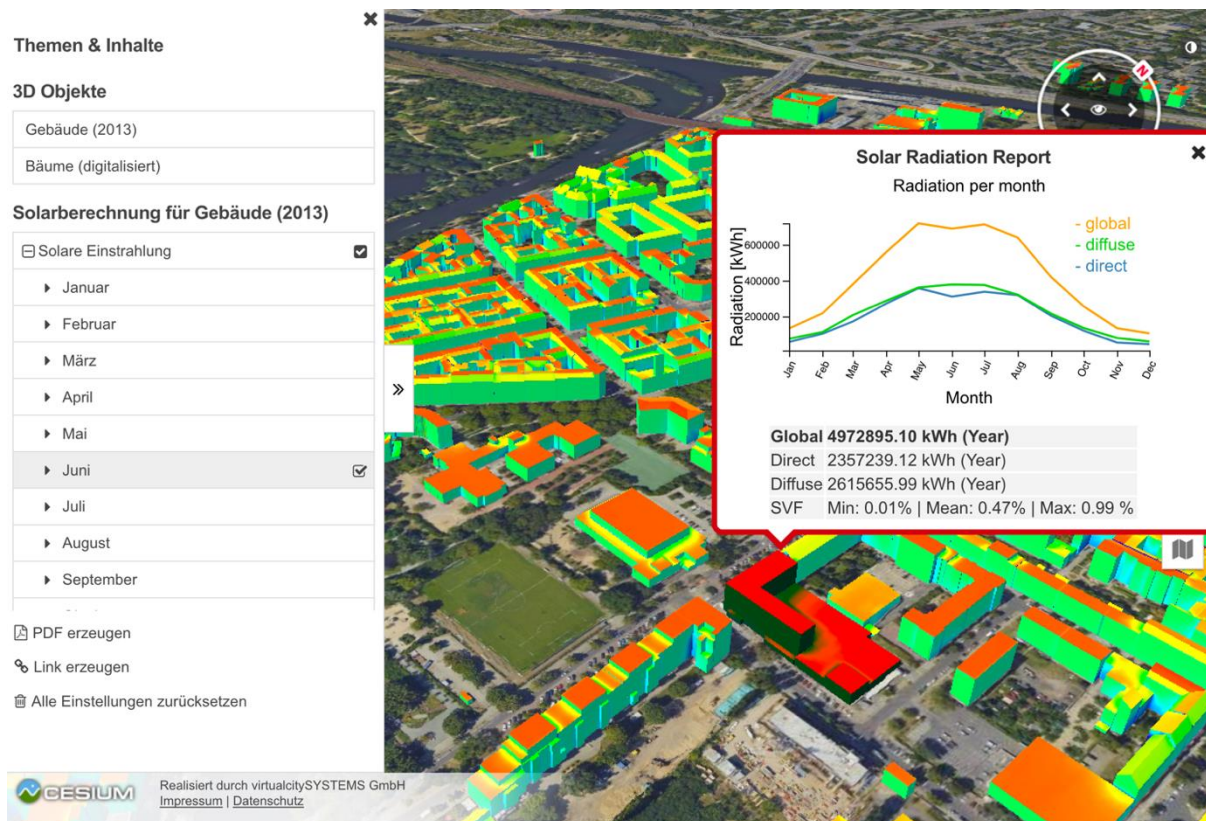 Themen & Inhalte
3D Objekte
Gebäude (2013)
Bäume (digitalisiert)
Solarberechnung für Gebäude (2013)
Solare Einstrahlung
Januar
Februar
März
April
Mai
Juni
Juli
August
September
PDF erzeugen
Link erzeugen
Alle Einstellungen zurücksetzen
CESIUM
Realisiert durch virtualcitySYSTEMS GmbH
Impressum | Datenschutz
N
Solar Radiation Report
Radiation per month
Radiation [kWh]
600000
400000
200000
- global
- diffuse
- direct
Jan Feb Mar Apr May Jun Jul Aug Sep Oct Nov Dec
Month
Global 4972895.10 kWh (Year)
Direct 2357239.12 kWh (Year)
Diffuse 2615655.99 kWh (Year)
SVF Min: 0.01% | Mean: 0.47% | Max: 0.99 %